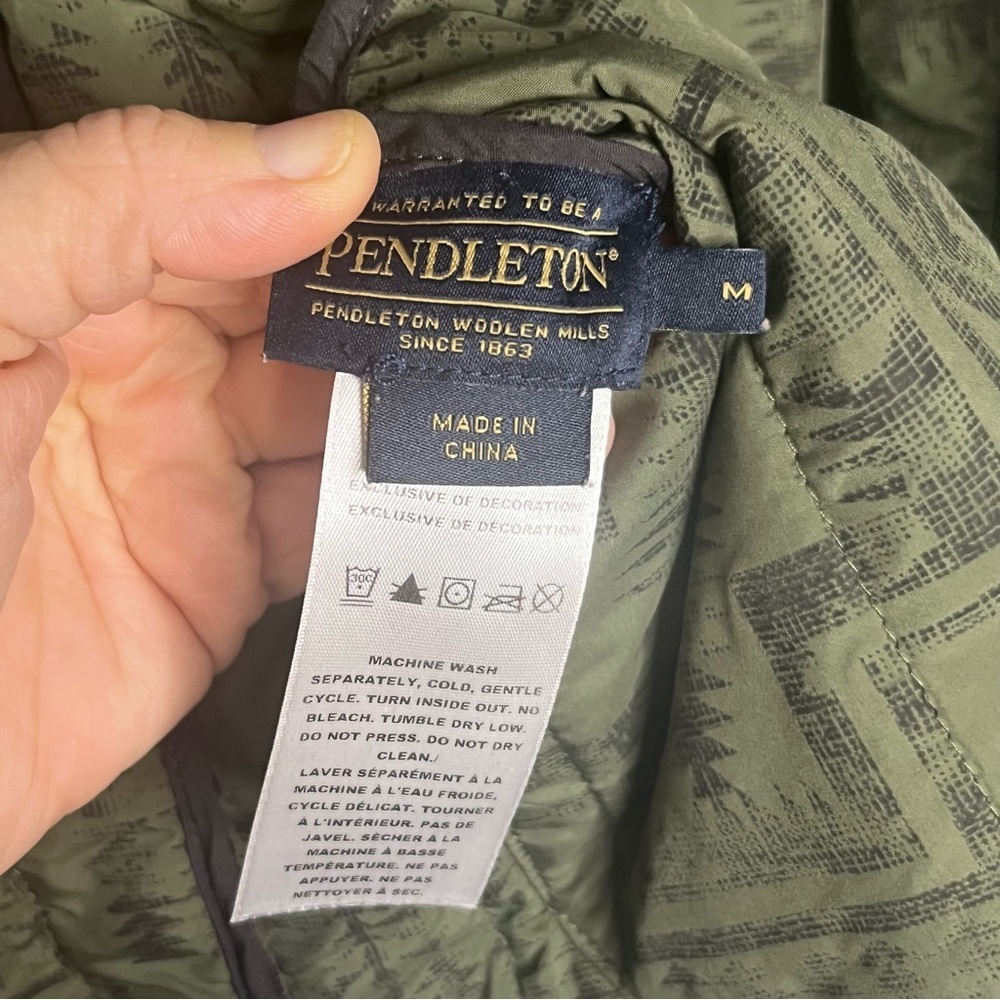 WARRANTED TO BE A
PENDLETON®
PENDLETON WOOLEN MILLS
SINCE 1863
M
MADE IN
CHINA
EXCLUSIVE OF DECORATION
EXCLUSIVE DE DÉCORATION
30C
MACHINE WASH
SEPARATELY, COLD, GENTLE
CYCLE. TURN INSIDE OUT. NO
BLEACH. TUMBLE DRY LOW.
DO NOT PRESS. DO NOT DRY
CLEAN./
LAVER SÉPARÉMENT À LA
MACHINE À L'EAU FROIDE,
CYCLE DÉLICAT. TOURNER
À L'INTÉRIEUR. PAS DE
JAVEL. SÉCHER À LA
MACHINE À BASSE
TEMPÉRATURE. NE PAS
APPUYER. NE PAS
NETTOYER À SEC.